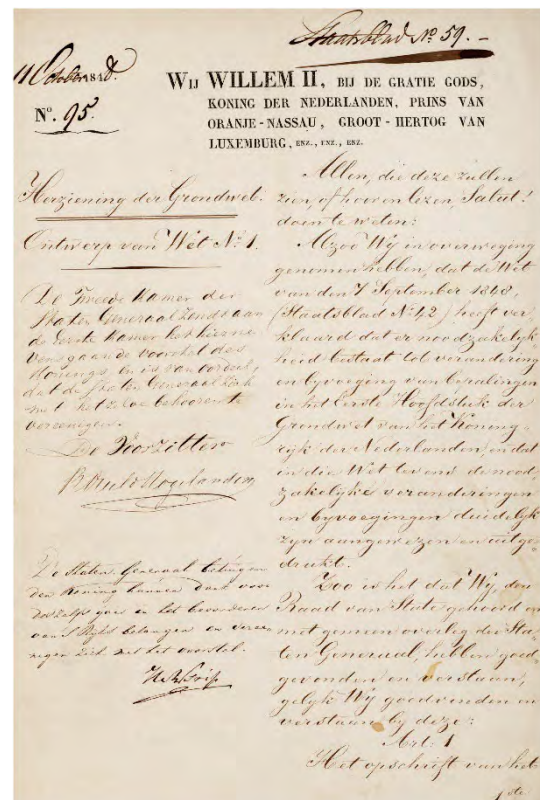 Staatsblad Nº 59. -
11 October 1848.
Nº. 95.
WIJ WILLEM II, BIJ DE GRATIE GODS,
KONING DER NEDERLANDEN, PRINS VAN
ORANJE-NASSAU, GROOT-HERTOG VAN
LUXEMBURG, ENZ., ENZ., ENZ.
Herziening der Grondwet.
Ontwerp van Wet Nº 1.
De Tweede Kamer der
Staten Generaal zendt aan
de eerste Kamer het hierne
vens gaande voorstel des
Konings en is van oordeel,
dat de Staten Generaal zich
met het zelve behooren te
vereenigen.
De Voorzitter
De Staten Generaal betuigen
den Koning hunnen dank voor
deszelfs zorg in het bevorderen
van 's Rijks belangen en veree-
nigen zich met het voorstel.
Allen, die deze zullen
zien, of hooren lezen, Salut!
doen te weten:
Alzoo Wij in overweging
genomen hebben, dat de Wet
van den 7 September 1848,
(Staatsblad Nº 42) heeft ver-
klaard dat er noodzakelijk-
heid bestaat tot verandering
en bijvoeging van bepalingen
in het Eerste Hoofdstuk der
Grondwet van het Koning-
rijk der Nederlanden, en dat
in die Wet tevens de nood-
zakelijke veranderingen
en bijvoegingen duidelijk
zijn aangewezen en uitge-
drukt.
Zoo is het dat Wij, den
Raad van State gehoord en
met gemeen overleg der Sta-
ten Generaal, hebben goed-
gevonden en verstaan,
gelijk Wij goedvinden en
verstaan bij deze:
Art: 1
Het opschrift van het
1ste